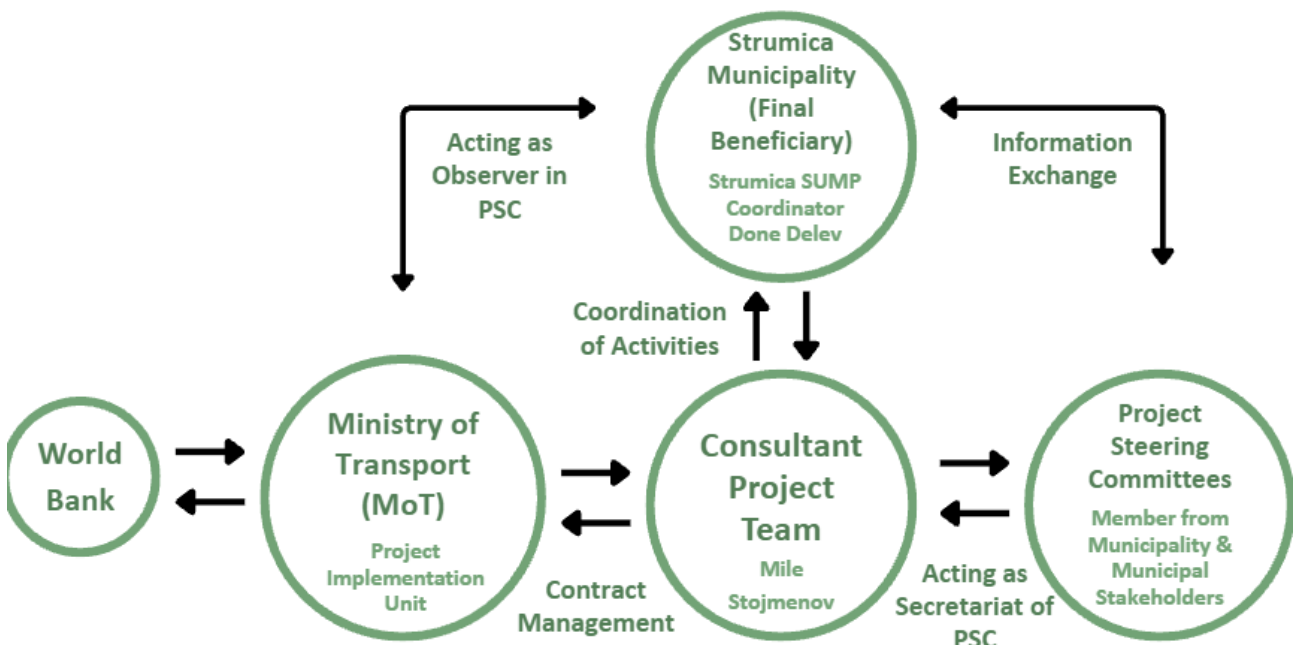 Strumica
Municipality
(Final
Beneficiary)
Strumica SUMP
Coordinator
Done Delev
Acting as
Observer in
PSC
Information
Exchange
Coordination
of Activities
World
Bank
Ministry of
Transport
(MoT)
Project
Implementation
Unit
Contract
Management
Consultant
Project
Team
Mile
Stojmenov
Acting as
Secretariat of
PSC
Project
Steering
Committees
Member from
Municipality &
Municipal
Stakeholders